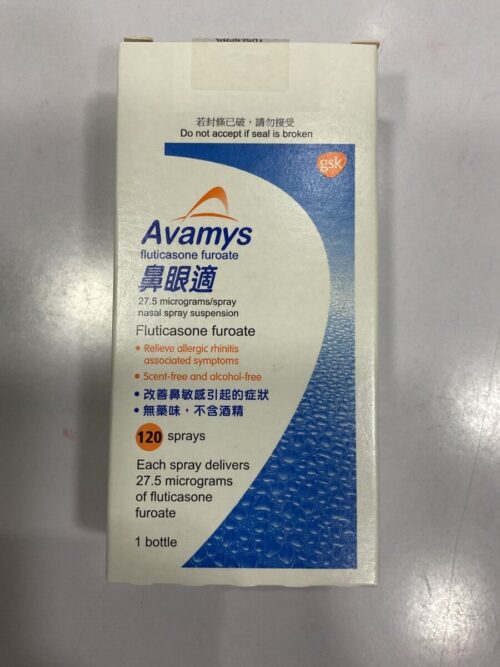 若封條已破，請勿接受
Do not accept if seal is broken
gsk
Avamys
fluticasone furoate
鼻眼適
27.5 micrograms/spray
nasal spray suspension
Fluticasone furoate
• Relieve allergic rhinitis
associated symptoms
• Scent-free and alcohol-free
• 改善鼻敏感引起的症狀
• 無藥味，不含酒精
120 sprays
Each spray delivers
27.5 micrograms
of fluticasone
furoate
1 bottle